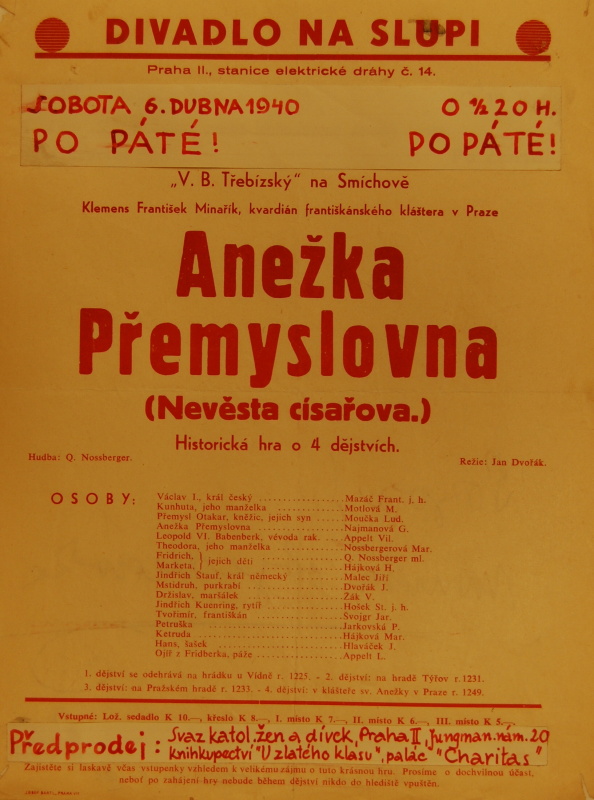 DIVADLO NA SLUPI
Praha II., stanice elektrické dráhy č. 14.
SOBOTA 6. DUBNA 1940 O ½ 20 H.
PO PÁTÉ! PO PÁTÉ!
„V. B. Třebízský" na Smíchově
Klemens František Minařík, kvardián františkánského kláštera v Praze
Anežka
Přemyslovna
(Nevěsta císařova.)
Historická hra o 4 dějstvích.
Hudba: Q. Nossberger. Režie: Jan Dvořák.
OSOBY:
Václav I., král český Mazáč Frant. j. h.
Kunhuta, jeho manželka Motlová M.
Přemysl Otakar, kněžic, jejich syn Moučka Lud.
Anežka Přemyslovna Najmanová G.
Leopold VI. Babenberk, vévoda rak. Appelt Vil.
Theodora, jeho manželka Nossbergerová Mar.
Fridrich, } jejich děti Q. Nossberger ml.
Marketa, Hájková H.
Jindřich Štauf, král německý Malec Jiří
Mstidruh, purkrabí Dvořák J.
Držislav, maršálek Žák V.
Jindřich Kuenring, rytíř Hošek St. j. h.
Tvořimír, františkán Švojgr Jar.
Petruška Jarkovská P.
Ketruda Hájková Mar.
Hans, šašek Hlaváček J.
Ojíř z Fridberka, páže Appelt L.
1. dějství se odehrává na hrádku u Vídně r. 1225. - 2. dějství: na hradě Týřov r. 1231.
3. dějství: na Pražském hradě r. 1233. - 4. dějství: v klášteře sv. Anežky v Praze r. 1249.
Vstupné: Lož. sedadlo K 10.—, křeslo K 8.—, I. místo K 7.—, II. místo K 6.—, III. místo K 5.—
Předprodej: Svaz katol. žen a dívek, Praha II, Jungman. nám. 20
knihkupectví "U zlatého klasu", palác "Charitas"
Zajistěte si laskavě včas vstupenky vzhledem k velikému zájmu o tuto krásnou hru. Prosíme o dochvilnou účast,
neboť po zahájení hry nebude během dějství nikdo do hlediště vpuštěn.